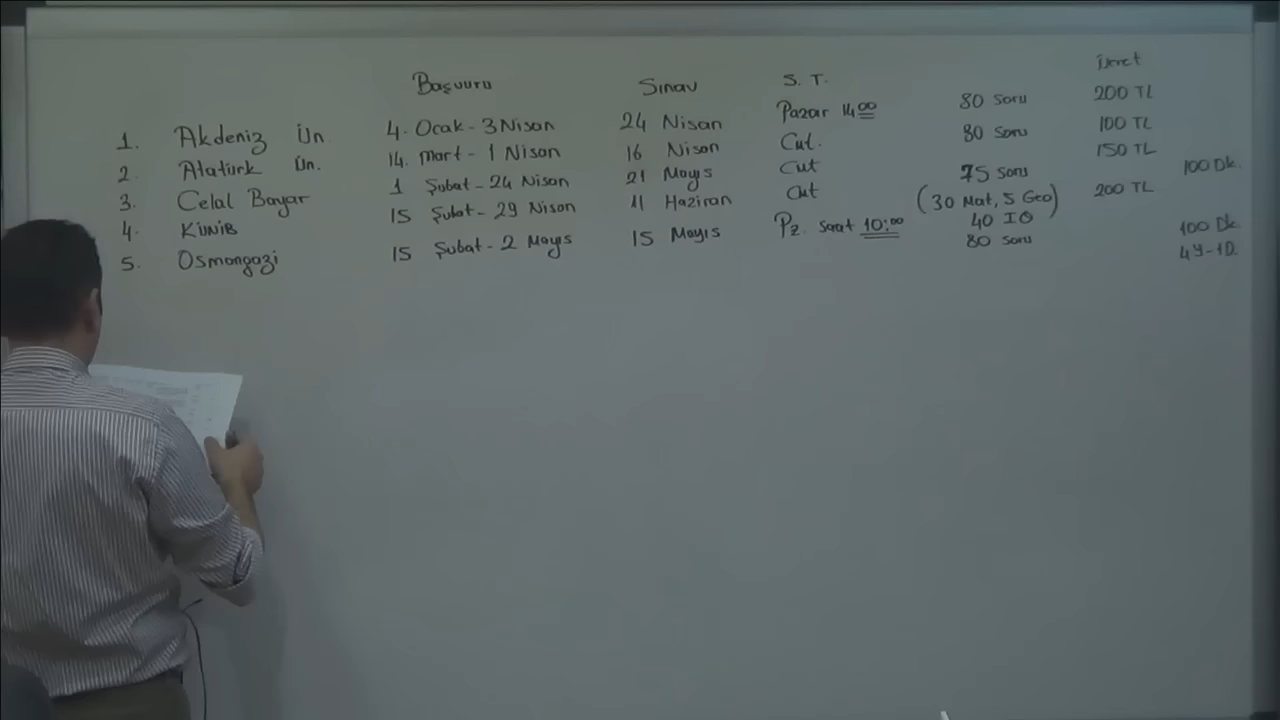 Başvuru Sınav S. T. Ücret
1. Akdeniz Ün. 4. Ocak - 3 Nisan 24 Nisan Pazar 14:00 80 Soru 200 TL
2. Atatürk Ün. 14. Mart - 1 Nisan 16 Nisan Cmt. 80 Soru 100 TL
3. Celal Bayar 1 Şubat - 24 Nisan 21 Mayıs Cmt 75 Soru 150 TL 100 Dk.
(30 Mat, 5 Geo)
40 IQ
4. KÜNİB 15 Şubat - 29 Nisan 11 Haziran Cmt 200 TL
5. Osmangazi 15 Şubat - 2 Mayıs 15 Mayıs Pz. saat 10:00 80 soru 100 Dk.
4Y-1D.